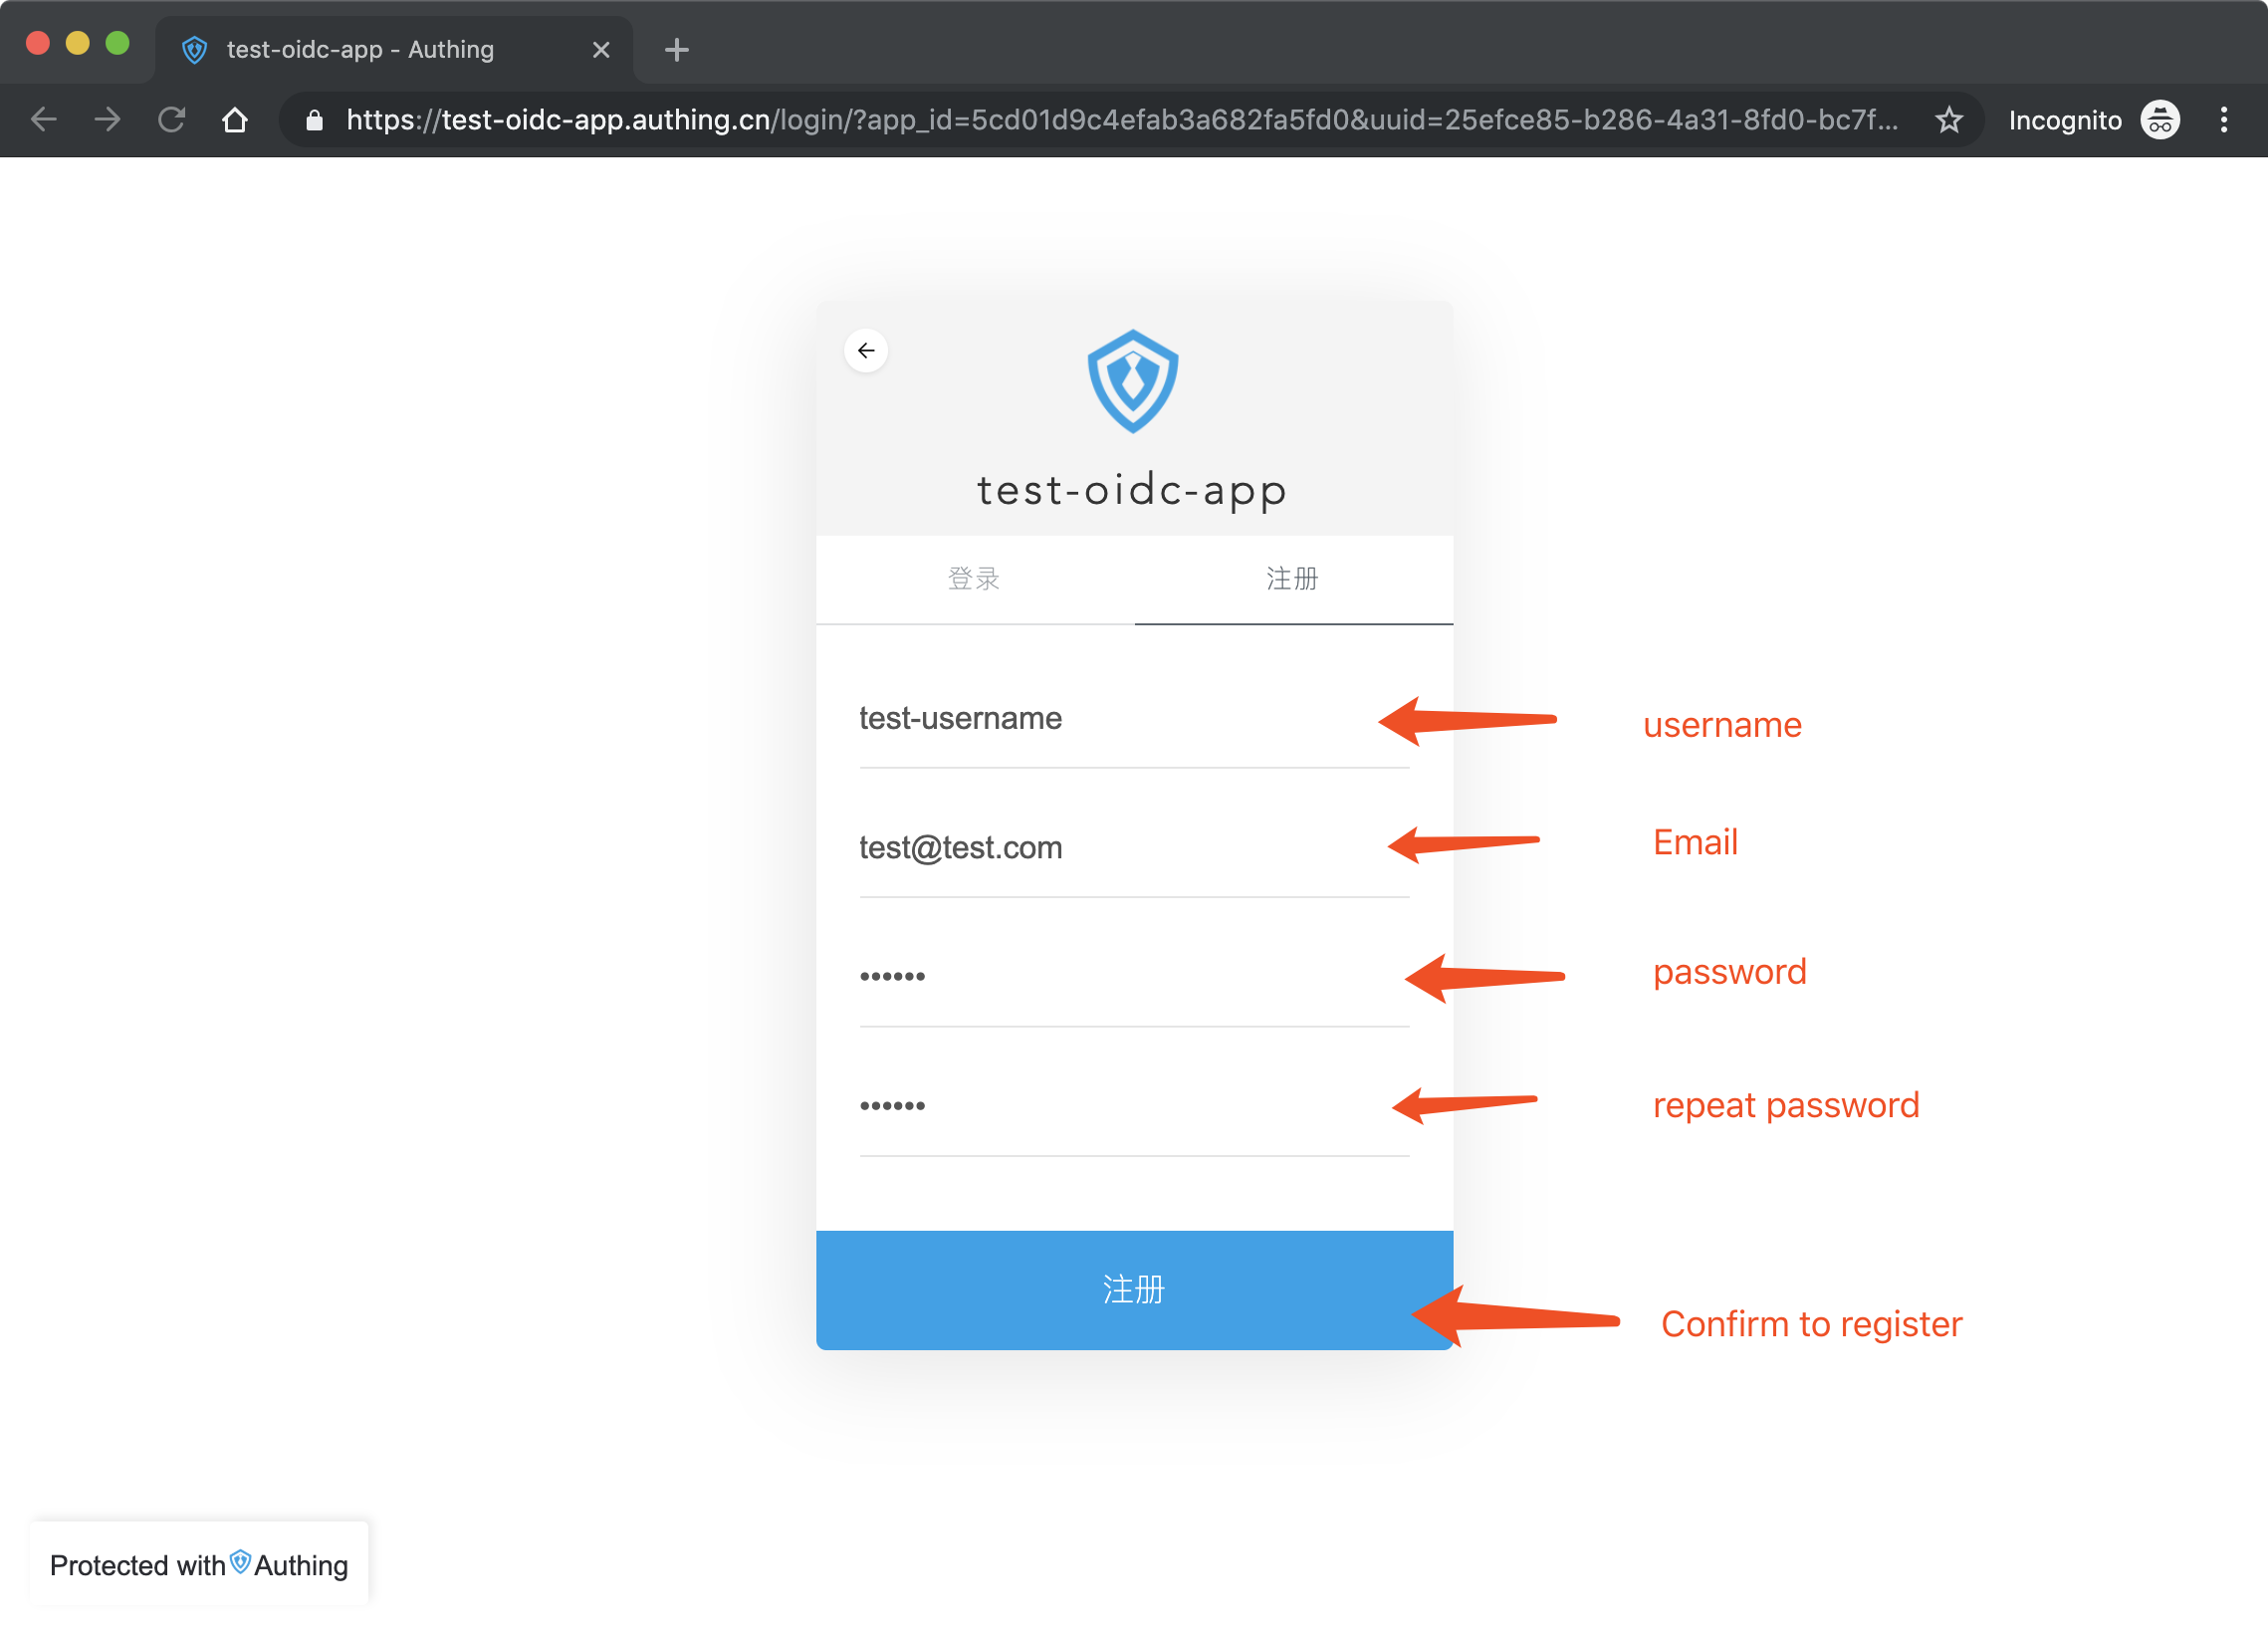 test-oidc-app - Authing
https://test-oidc-app.authing.cn/login/?app_id=5cd01d9c4efab3a682fa5fd0&uuid=25efce85-b286-4a31-8fd0-bc7f...
Incognito
test-oidc-app
登录
注册
test-username
username
test@test.com
Email
••••••
password
••••••
repeat password
注册
Confirm to register
Protected with Authing